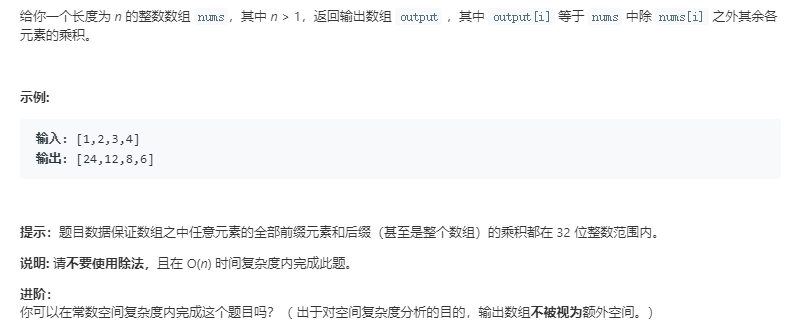 给你一个长度为 n 的整数数组 nums，其中 n > 1，返回输出数组 output ，其中 output[i] 等于 nums 中除 nums[i] 之外其余各
元素的乘积。
示例:
输入: [1,2,3,4]
输出: [24,12,8,6]
提示：题目数据保证数组之中任意元素的全部前缀元素和后缀（甚至是整个数组）的乘积都在 32 位整数范围内。
说明: 请不要使用除法，且在 O(n) 时间复杂度内完成此题。
进阶：
你可以在常数空间复杂度内完成这个题目吗？（ 出于对空间复杂度分析的目的，输出数组不被视为额外空间。）